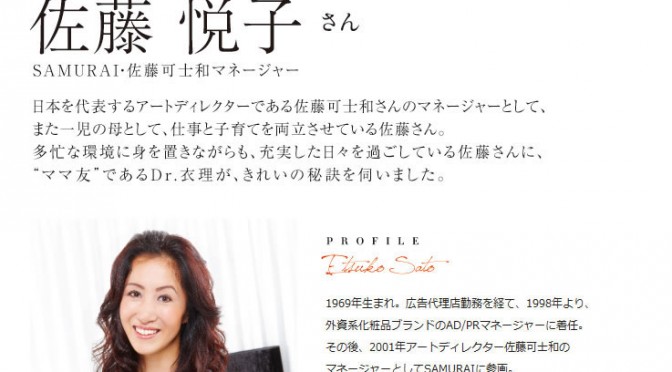 佐藤 悦子 さん
SAMURAI・佐藤可士和マネージャー
日本を代表するアートディレクターである佐藤可士和さんのマネージャーとして、
また一児の母として、仕事と子育てを両立させている佐藤さん。
多忙な環境に身を置きながらも、充実した日々を過ごしている佐藤さんに、
“ママ友”であるDr.衣理が、きれいの秘訣を伺いました。
PROFILE
Etsuko Sato
1969年生まれ。広告代理店勤務を経て、1998年より、
外資系化粧品ブランドのAD/PRマネージャーに着任。
その後、2001年アートディレクター佐藤可士和の
マネージャーとしてSAMURAIに参画。